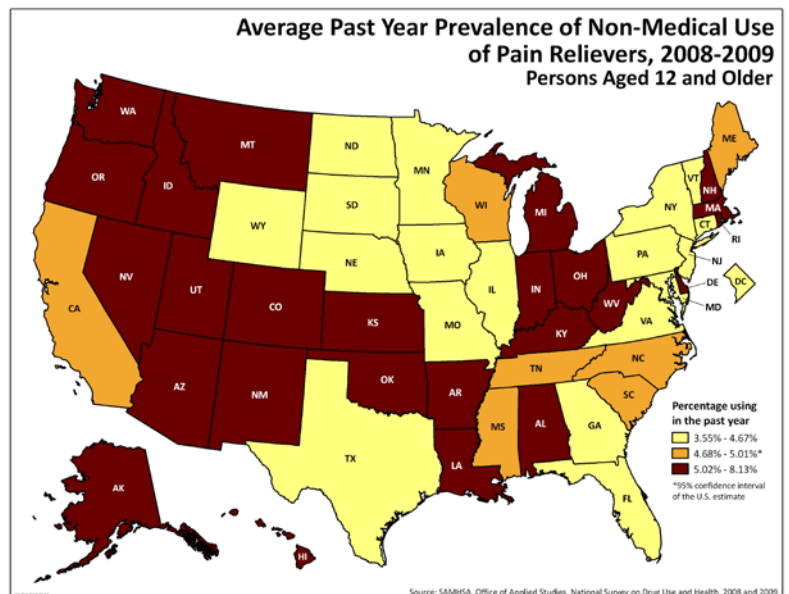 Average Past Year Prevalence of Non-Medical Use
of Pain Relievers, 2008-2009
Persons Aged 12 and Older
WA
MT
ND
MN
ME
OR
ID
WI
VT
NH
WY
SD
MI
NY
MA
CT
RI
NV
NE
IA
PA
NJ
CA
UT
CO
IL
IN
OH
DE
DC
MD
KS
MO
WV
VA
KY
AZ
NM
OK
AR
TN
NC
SC
MS
AL
GA
TX
LA
FL
AK
HI
Percentage using
in the past year
3.55% - 4.67%
4.68% - 5.01%*
5.02% - 8.13%
*95% confidence interval
of the U.S. estimate
Source: SAMHSA, Office of Applied Studies, National Survey on Drug Use and Health, 2008 and 2009.